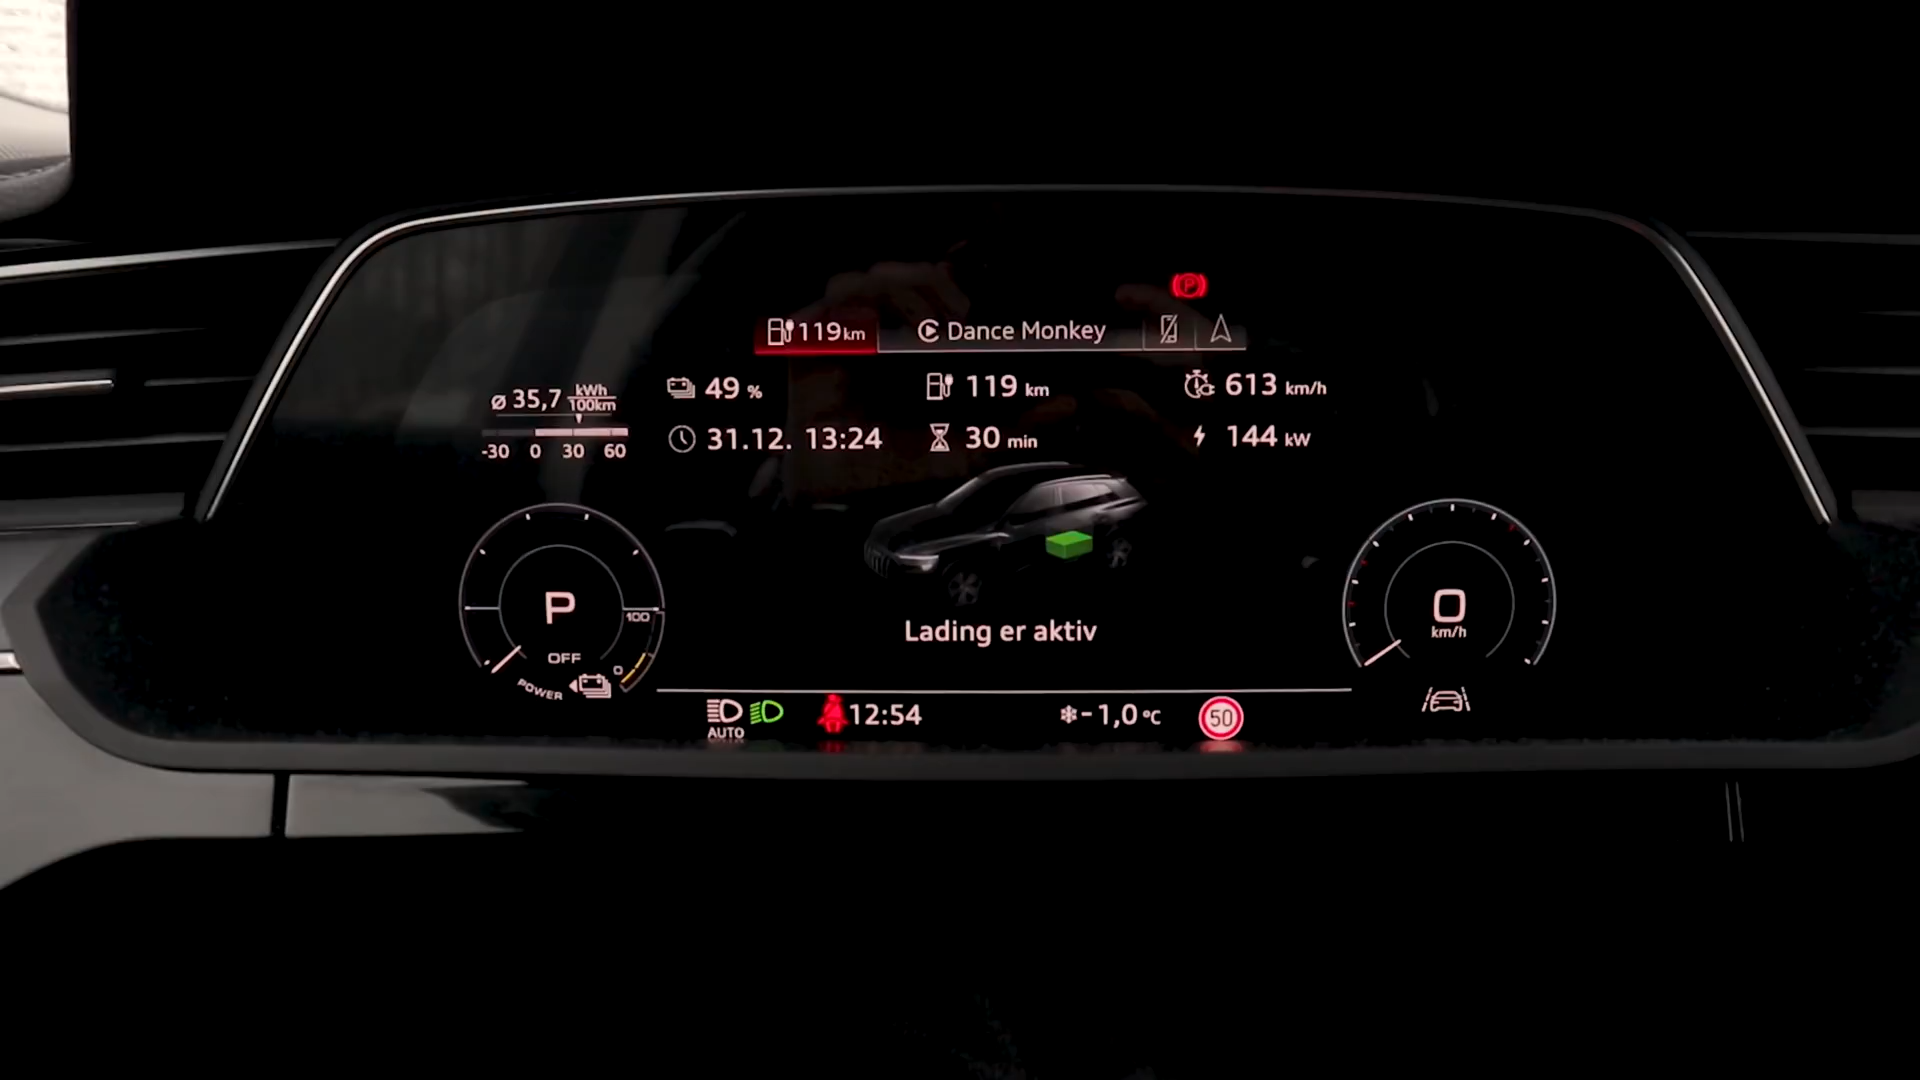 119 km Dance Monkey
49 % 119 km 613 km/h
ø 35,7 kWh/100km
31.12. 13:24 30 min 144 kW
-30 0 30 60
P
OFF
POWER
100
0
0
km/h
Lading er aktiv
AUTO
12:54 -1,0 °C 50